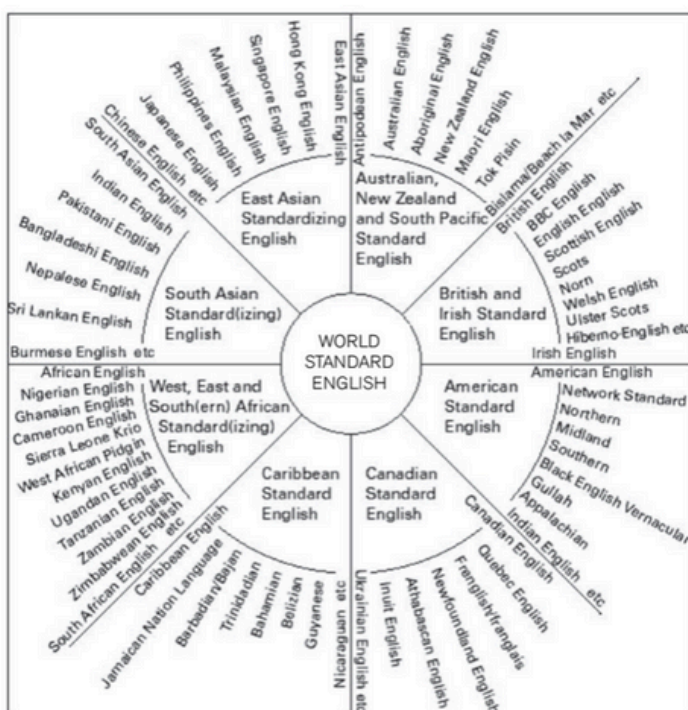 WORLD
STANDARD
ENGLISH
East Asian
Standardizing
English
East Asian English
Hong Kong English
Singapore English
Malaysian English
Philippines English
Japanese English
Chinese English etc
Australian,
New Zealand
and South Pacific
Standard
English
Antipodean English
Australian English
Aboriginal English
New Zealand English
Maori English
Tok Pisin
Bislama/Beach la Mar etc
British and
Irish Standard
English
British English
BBC English
English English
Scottish English
Scots
Norn
Welsh English
Ulster Scots
Hiberno-English etc
Irish English
American
Standard
English
American English
Network Standard
Northern
Midland
Southern
Black English Vernacular
Gullah
Appalachian
Indian English etc
Canadian
Standard
English
Canadian English
Quebec English
Frenglish/franglais
Newfoundland English
Athabascan English
Inuit English
Ukrainian English etc
Caribbean
Standard
English
Caribbean English
Jamaican Nation Language
Barbadian/Bajan
Trinidadian
Bahamian
Belizian
Guyanese
Nicaraguan etc
West, East and
South(ern) African
Standard(izing)
English
African English
Nigerian English
Ghanaian English
Cameroon English
Sierra Leone Krio
West African Pidgin
Kenyan English
Ugandan English
Tanzanian English
Zambian English
Zimbabwean English
South African English etc
South Asian
Standard(izing)
English
South Asian English
Indian English
Pakistani English
Bangladeshi English
Nepalese English
Sri Lankan English
Burmese English etc